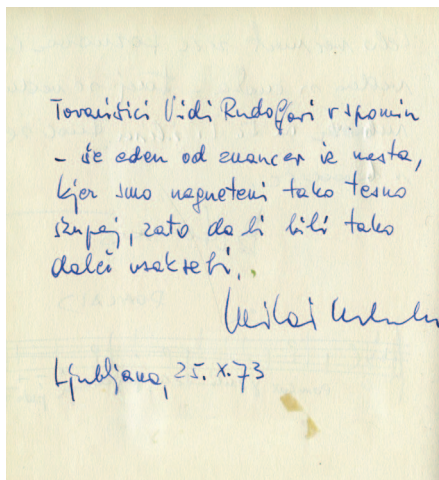 Tovarišici Vidi Rudolfovi v spomin
– še eden od znancev iz mesta,
kjer smo nagneteni tako tesno
skupaj, zato da bi bili tako
daleč vsaksebi.
Ljubljana, 25. X. 73